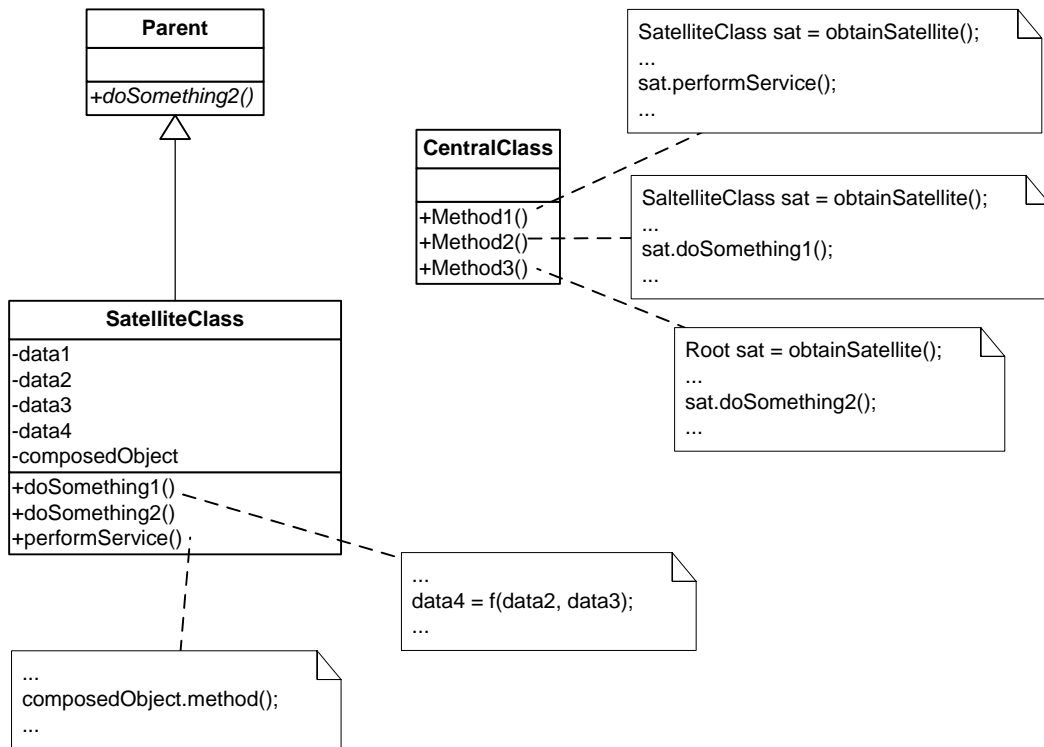 Parent
+doSomething2()
SatelliteClass sat = obtainSatellite();
...
sat.performService();
...
CentralClass
+Method1()
+Method2()
+Method3()
SalteliteClass sat = obtainSatellite();
...
sat.doSomething1();
...
Root sat = obtainSatellite();
...
sat.doSomething2();
...
SatelliteClass
-data1
-data2
-data3
-data4
-composedObject
+doSomething1()
+doSomething2()
+performService()
...
data4 = f(data2, data3);
...
...
composedObject.method();
...